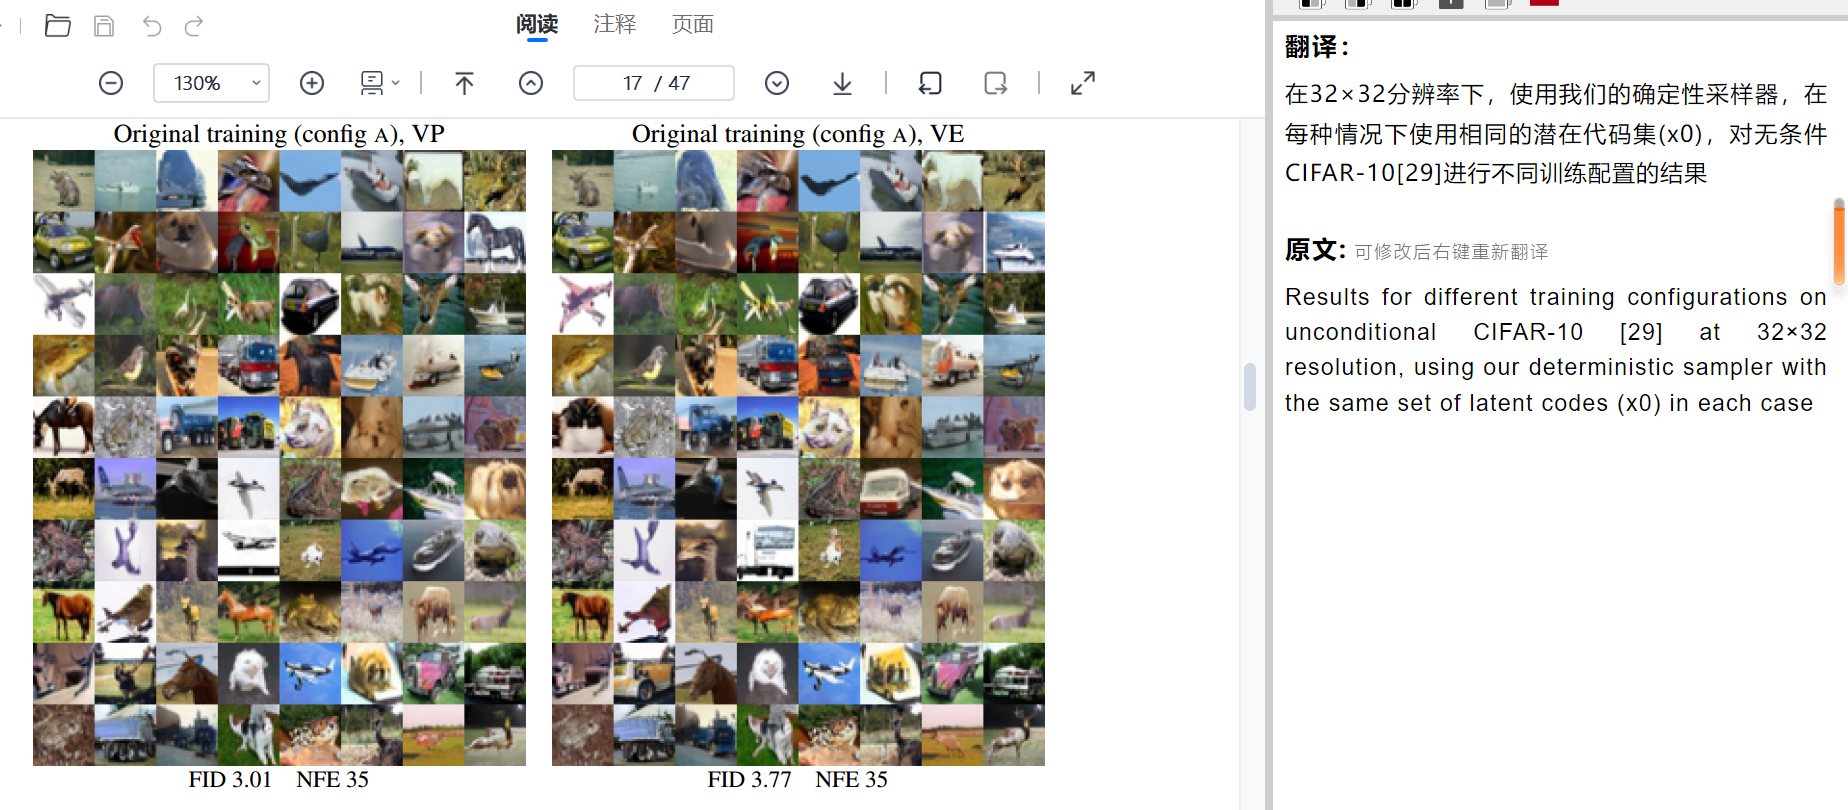 阅读 注释 页面
130% 17 / 47
Original training (config A), VP
Original training (config A), VE
FID 3.01 NFE 35
FID 3.77 NFE 35
翻译：
在32×32分辨率下，使用我们的确定性采样器，在
每种情况下使用相同的潜在代码集(x0)，对无条件
CIFAR-10[29]进行不同训练配置的结果
原文: 可修改后右键重新翻译
Results for different training configurations on
unconditional CIFAR-10 [29] at 32×32
resolution, using our deterministic sampler with
the same set of latent codes (x0) in each case